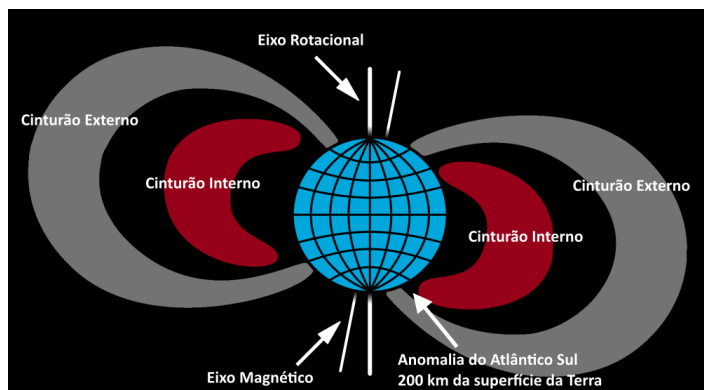 Eixo Rotacional
Cinturão Externo
Cinturão Interno
Cinturão Externo
Cinturão Interno
Eixo Magnético
Anomalia do Atlântico Sul
200 km da superfície da Terra